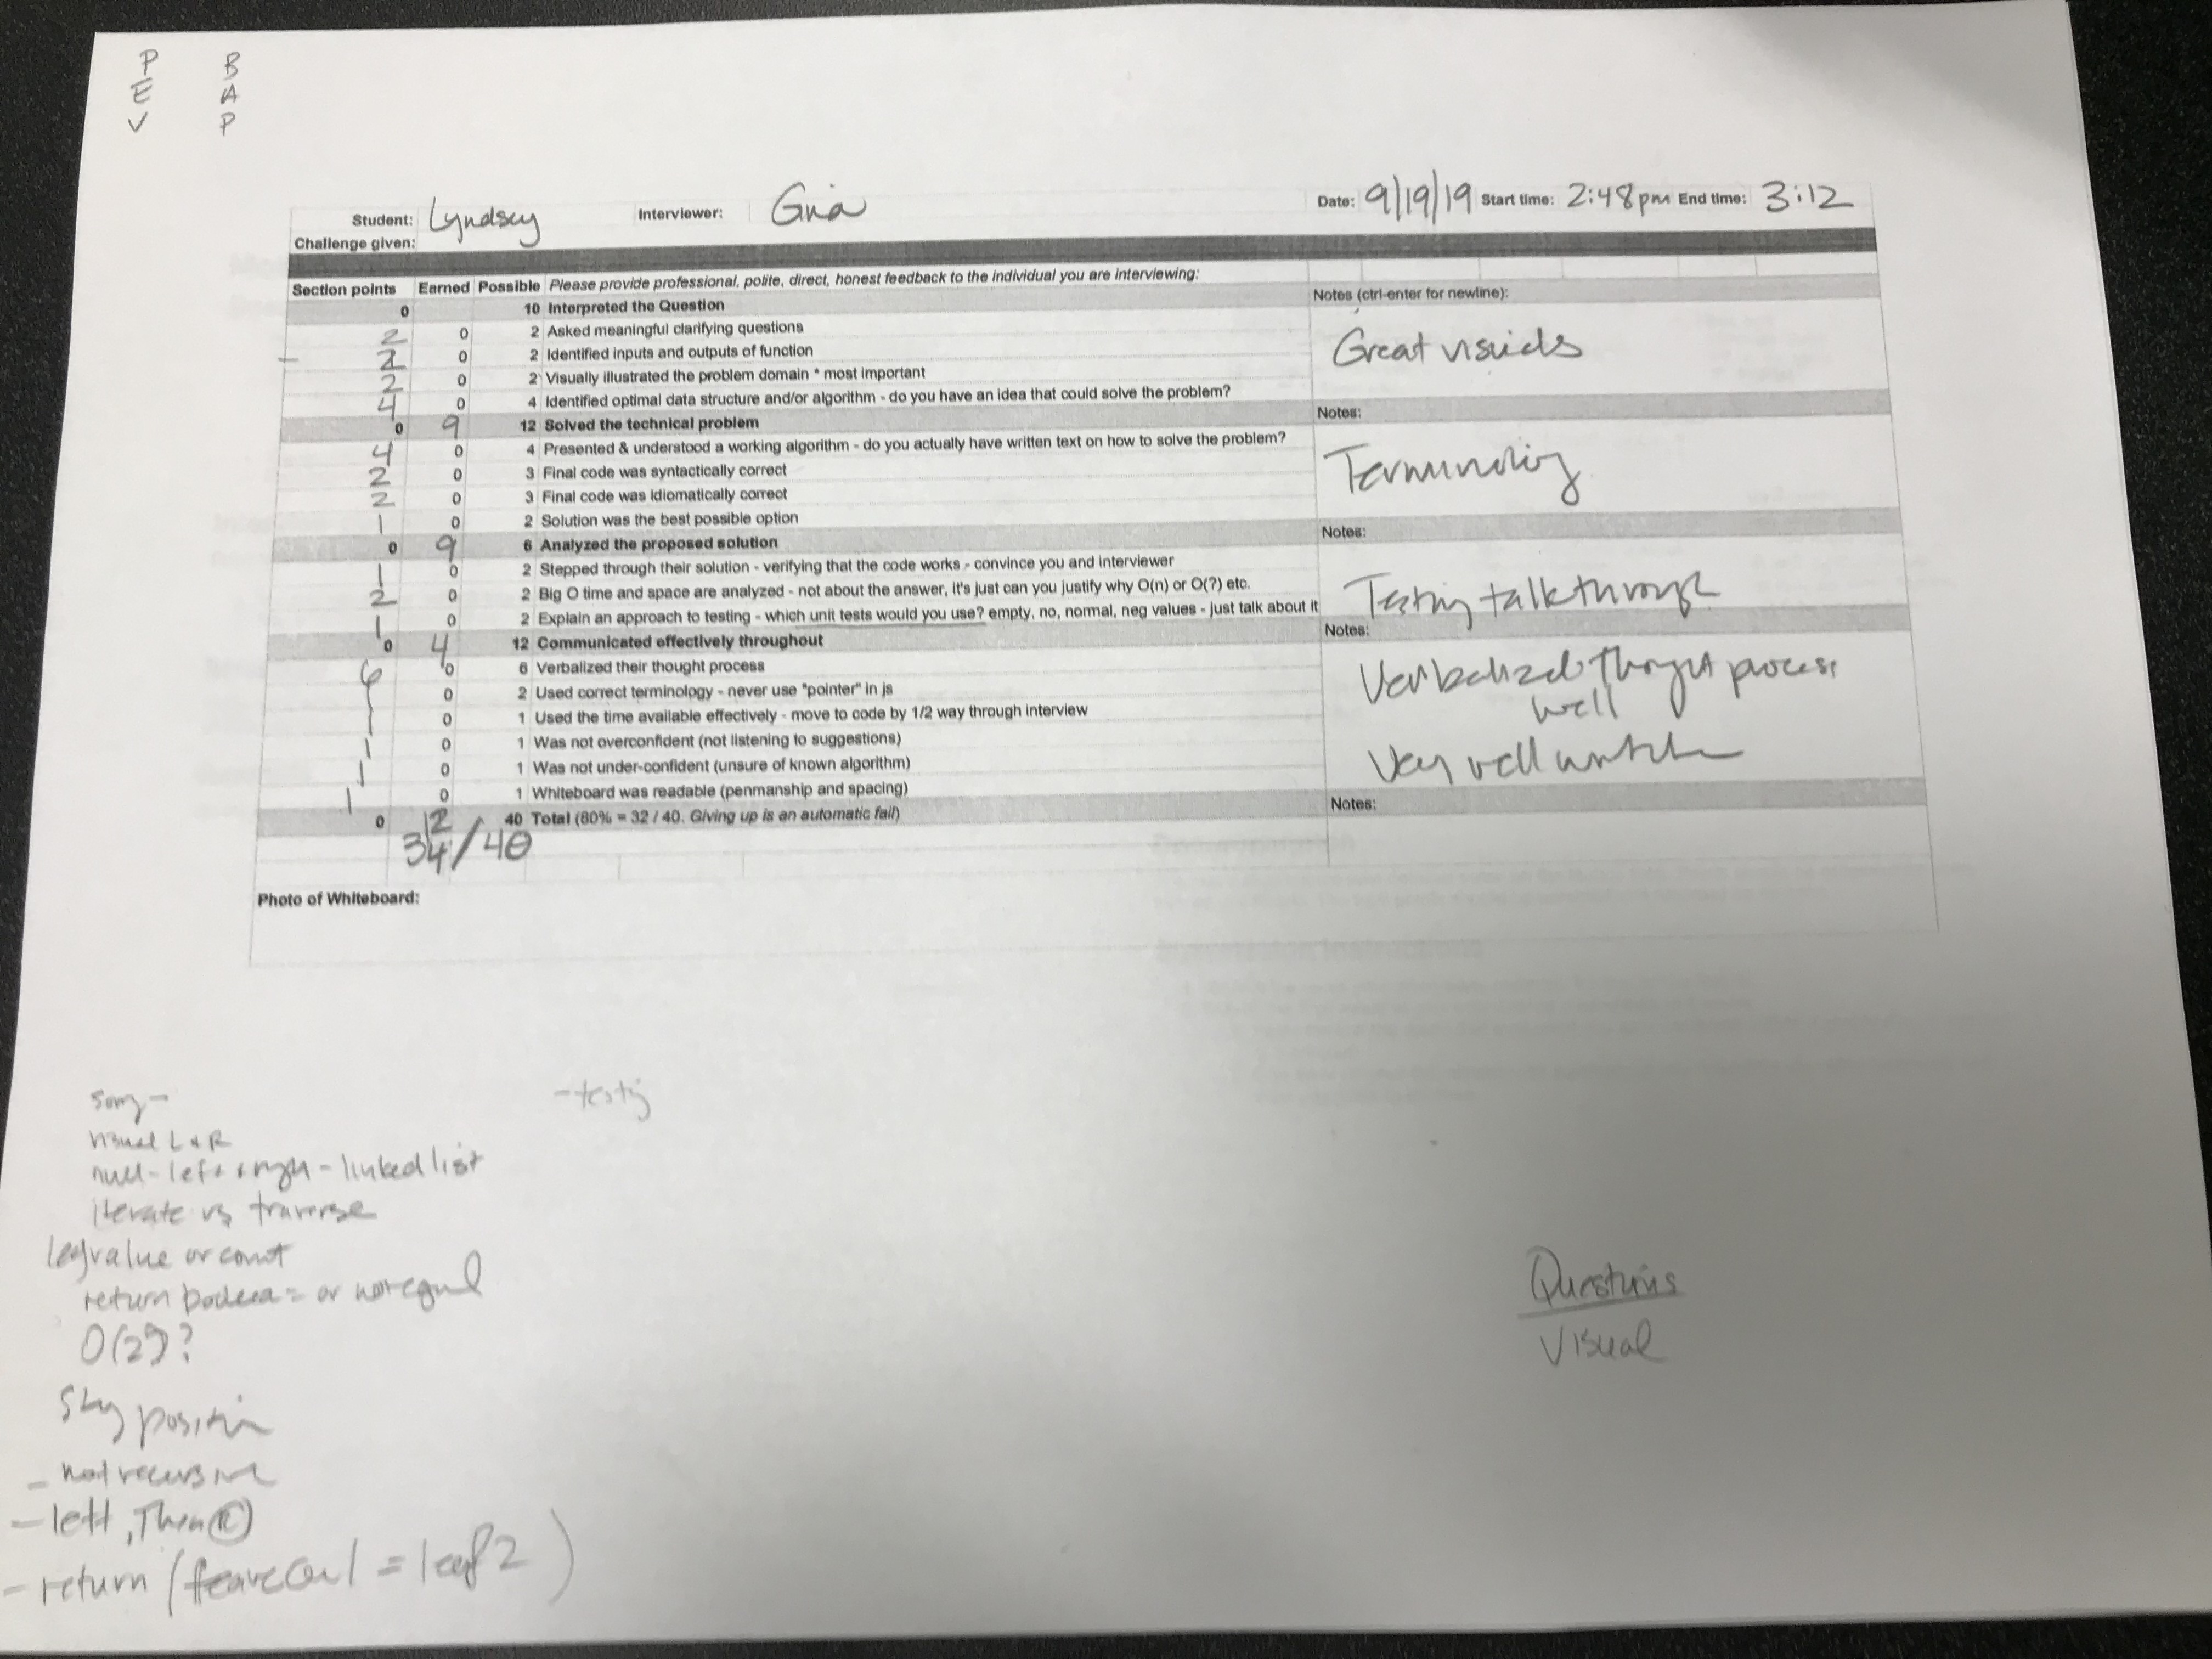 P B
E A
V P
Student: Lyndsey Interviewer: Gina Date: 9/19/19 Start time: 2:48pm End time: 3:12
Challenge given:
Section points Earned Possible Please provide professional, polite, direct, honest feedback to the individual you are interviewing:
Notes (ctrl-enter for newline):
0 10 Interpreted the Question
2 0 2 Asked meaningful clarifying questions
2 0 2 Identified inputs and outputs of function
Great visuals
2 0 2 Visually illustrated the problem domain * most important
4 0 4 Identified optimal data structure and/or algorithm - do you have an idea that could solve the problem?
0 9 12 Solved the technical problem Notes:
4 0 4 Presented & understood a working algorithm - do you actually have written text on how to solve the problem?
2 0 3 Final code was syntactically correct
Terminology
2 0 3 Final code was idiomatically correct
1 0 2 Solution was the best possible option
0 9 6 Analyzed the proposed solution Notes:
1 0 2 Stepped through their solution - verifying that the code works - convince you and interviewer
2 0 2 Big O time and space are analyzed - not about the answer, it's just can you justify why O(n) or O(?) etc.
Testing talk through
1 0 2 Explain an approach to testing - which unit tests would you use? empty, no, normal, neg values - just talk about it
0 4 12 Communicated effectively throughout Notes:
6 0 6 Verbalized their thought process
Verbalized thought process
well
1 0 2 Used correct terminology - never use "pointer" in js
1 0 1 Used the time available effectively - move to code by 1/2 way through interview
1 0 1 Was not overconfident (not listening to suggestions)
Very well
1 0 1 Was not under-confident (unsure of known algorithm)
1 0 1 Whiteboard was readable (penmanship and spacing)
0 12 40 Total (80% = 32 / 40. Giving up is an automatic fail) Notes:
34/40
Photo of Whiteboard:
sorry -
- testing
visual L + R
null - left + right - linked list
iterate vs traverse
leaf value or count
return boolean = or not equal
O(2n)?
Stay positive
- not recursive
- left, Then R
- return ( = leaf 2 )
Questions
Visual